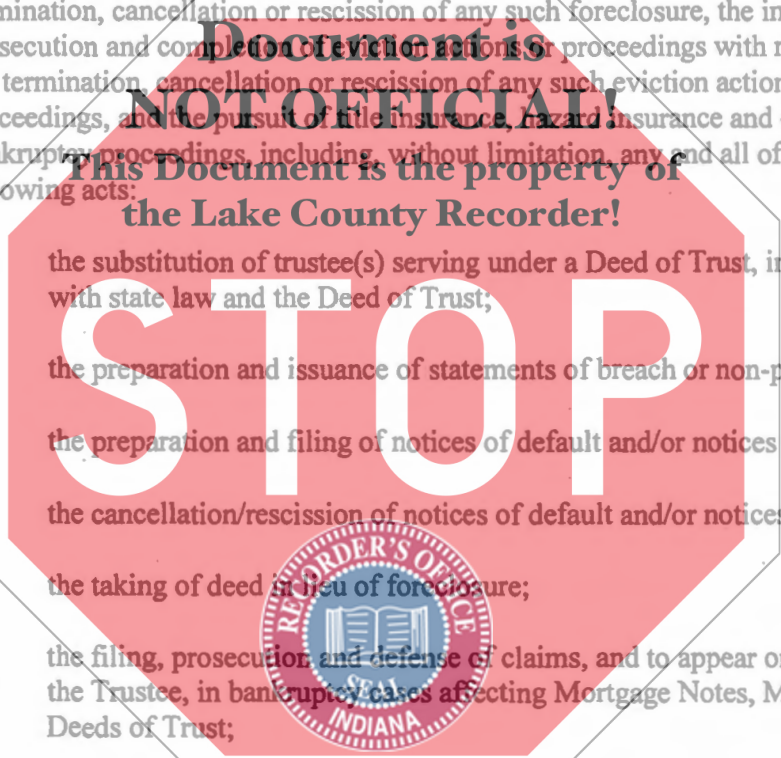 mination, cancellation or rescission of any such foreclosure, the in
secution and completion of eviction actions or proceedings with r
Document is
termination, cancellation or rescission of any such eviction action
NOT OFFICIAL!
ceedings, and the pursuit of title insurance, hazard insurance and
kruptcy proceedings, including, without limitation, any and all of
This Document is the property of
owing acts:
the Lake County Recorder!
the substitution of trustee(s) serving under a Deed of Trust, in
with state law and the Deed of Trust;
STOP
the preparation and issuance of statements of breach or non-p
the preparation and filing of notices of default and/or notices
the cancellation/rescission of notices of default and/or notices
RECORDER'S OFFICE
the taking of deed in lieu of foreclosure;
the filing, prosecution and defense of claims, and to appear o
SEAL
the Trustee, in bankruptcy cases affecting Mortgage Notes, M
INDIANA
Deeds of Trust;